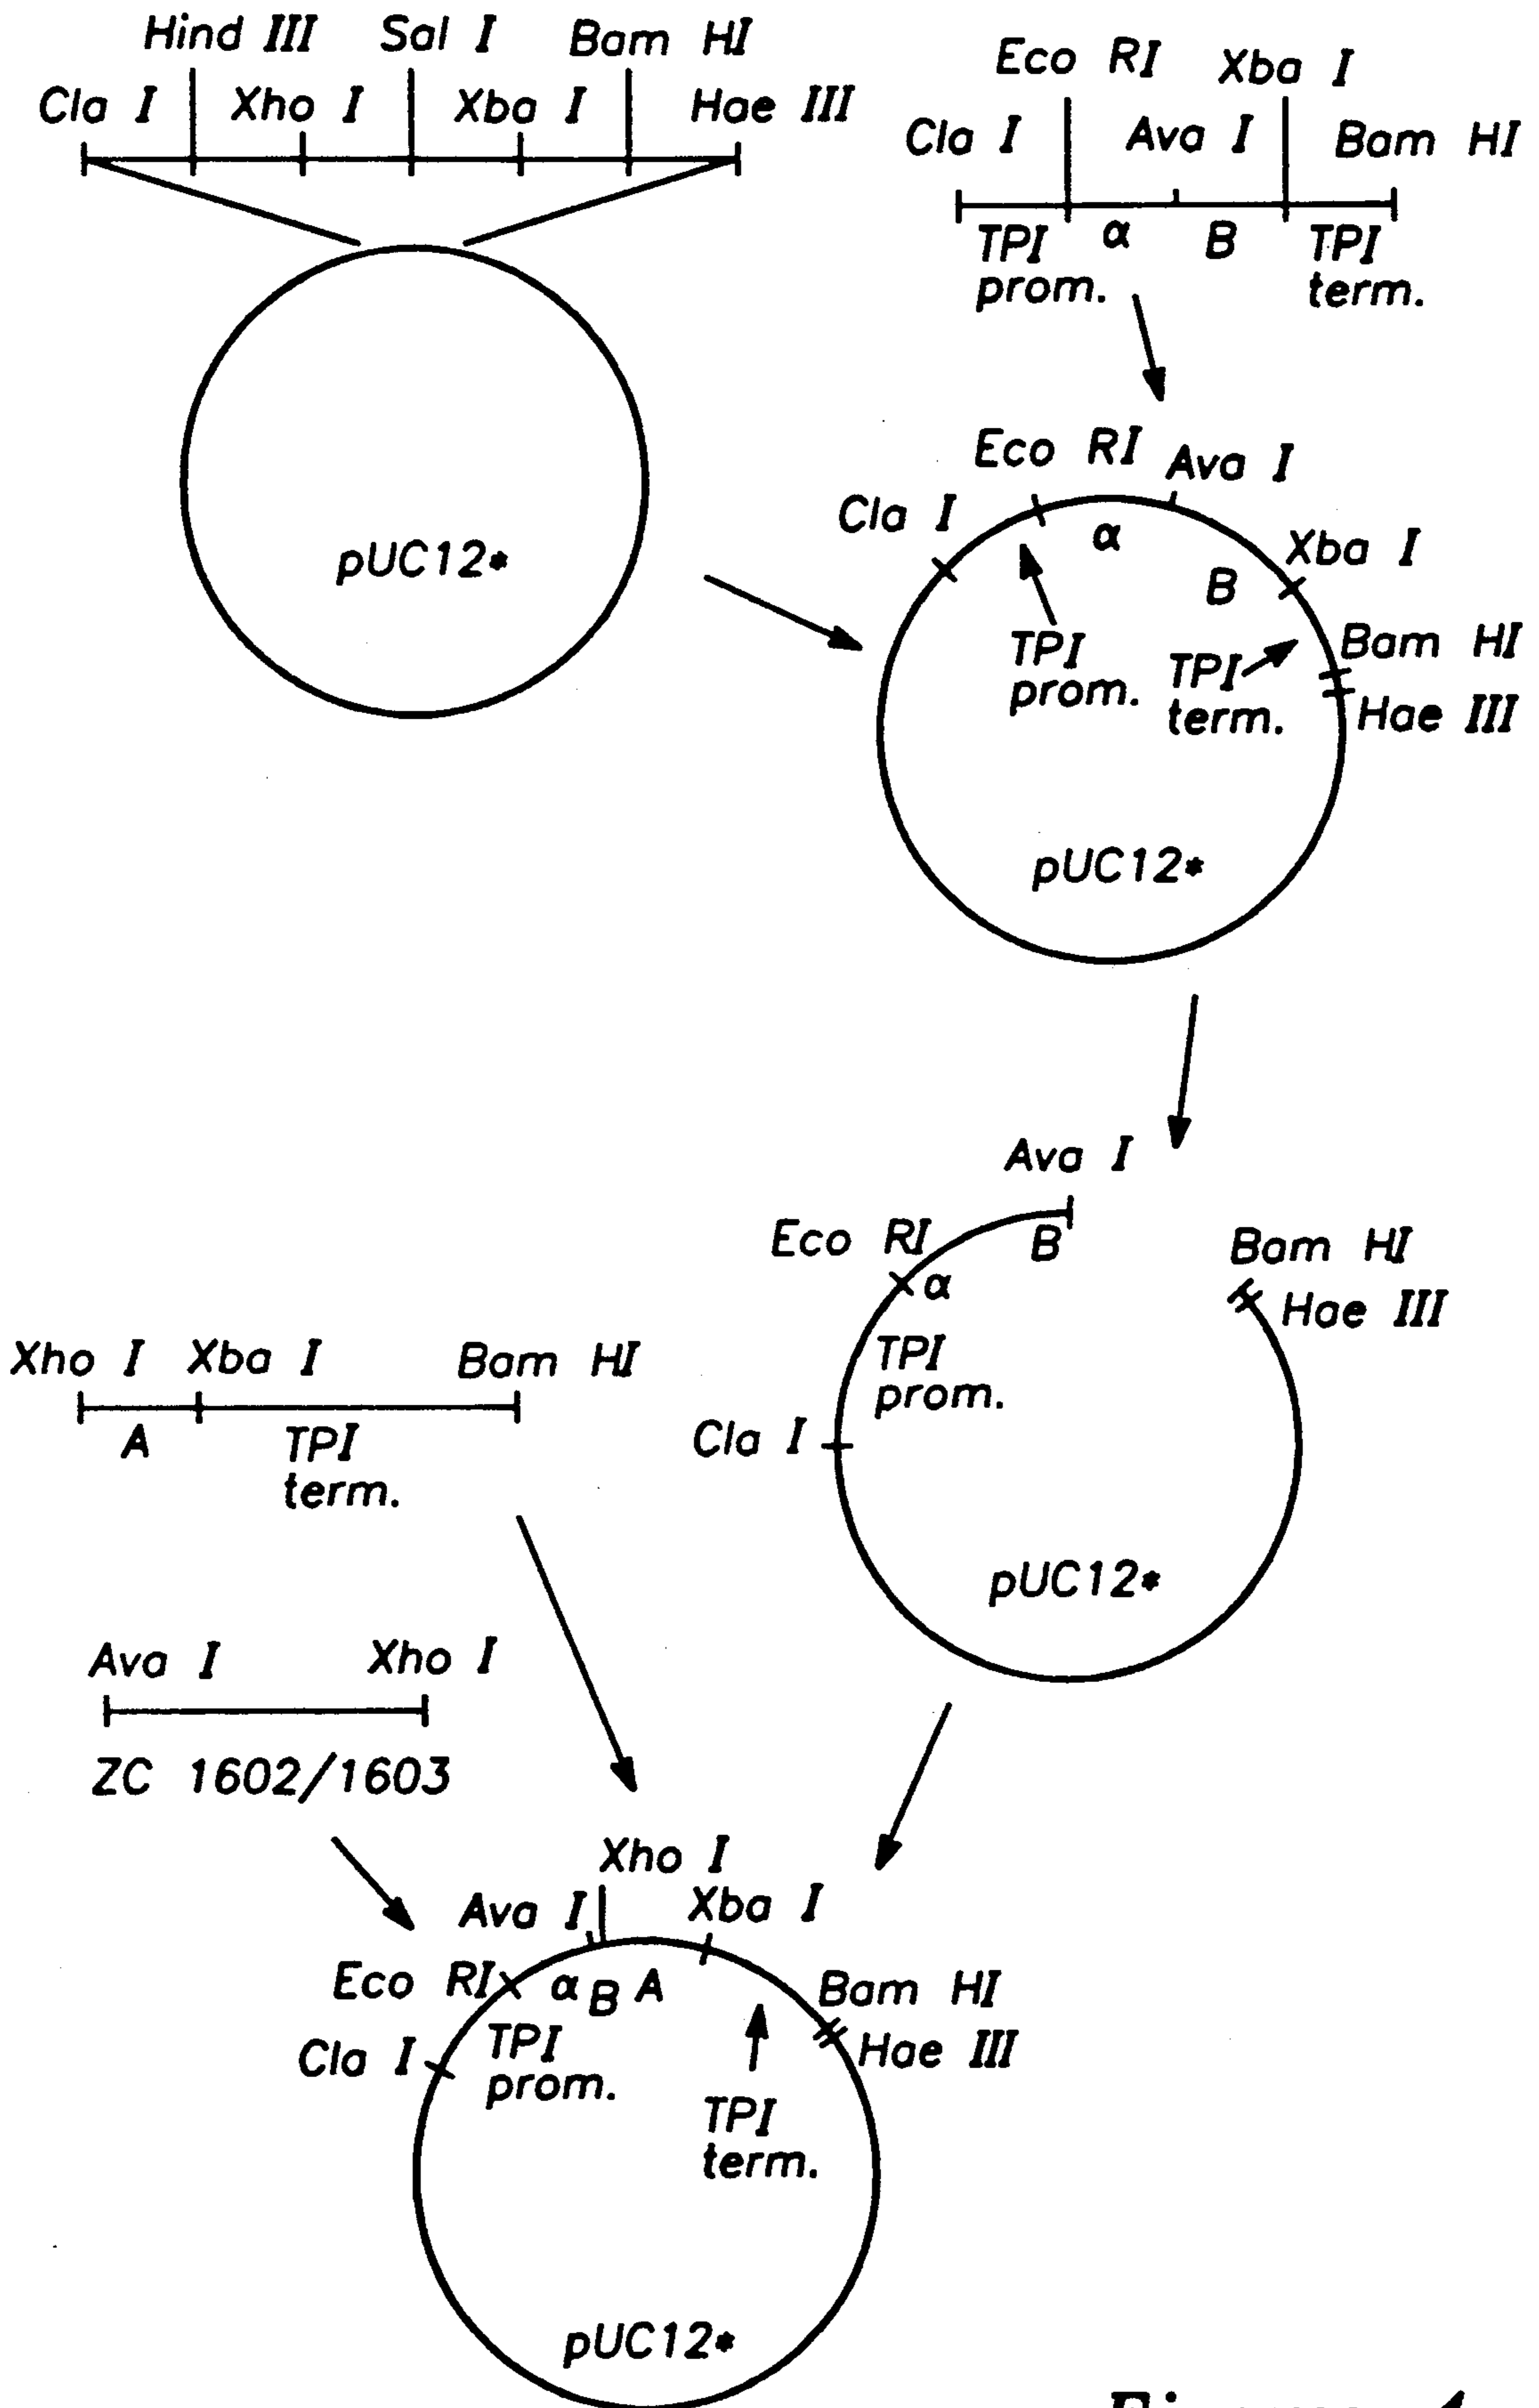 Hind III Sal I Bam HI
Cla I Xho I Xba I Hae III
pUC12*
Eco RI Xba I
Cla I Ava I Bam HI
TPI prom. α B TPI term.
Eco RI Ava I
Cla I α Xba I
B
TPI prom.
TPI term.
Bam HI
Hae III
pUC12*
Ava I
Eco RI B Bam HI
α Hae III
TPI prom.
Cla I
pUC12*
Xho I Xba I Bam HI
A TPI term.
Ava I Xho I
ZC 1602/1603
Xho I
Ava I Xba I
Eco RI α B A Bam HI
Cla I TPI prom. Hae III
TPI term.
pUC12*